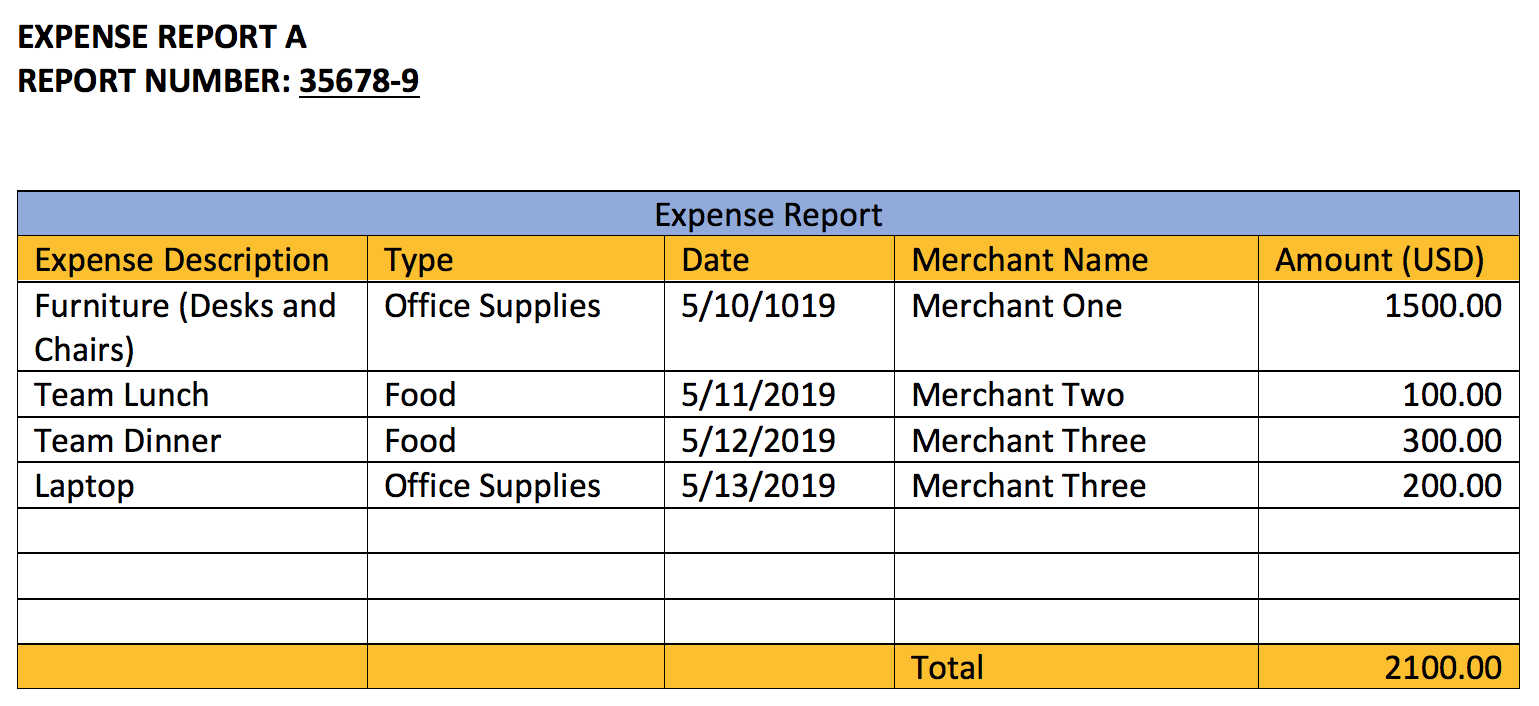 EXPENSE REPORT A
REPORT NUMBER: 35678-9
Expense Report
Expense Description Type Date Merchant Name Amount (USD)
Furniture (Desks and Office Supplies 5/10/1019 Merchant One 1500.00
Chairs)
Team Lunch Food 5/11/2019 Merchant Two 100.00
Team Dinner Food 5/12/2019 Merchant Three 300.00
Laptop Office Supplies 5/13/2019 Merchant Three 200.00
Total 2100.00